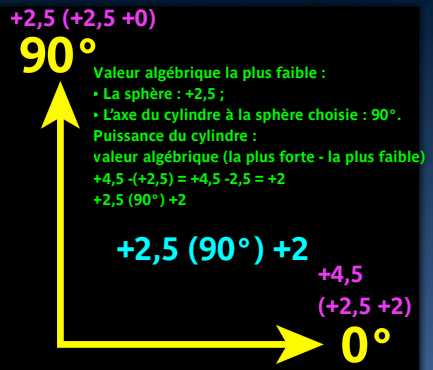 +2,5 (+2,5 +0)
90°
Valeur algébrique la plus faible :
• La sphère : +2,5 ;
• L'axe du cylindre à la sphère choisie : 90°.
Puissance du cylindre :
valeur algébrique (la plus forte - la plus faible)
+4,5 -(+2,5) = +4,5 -2,5 = +2
+2,5 (90°) +2
+2,5 (90°) +2
+4,5
(+2,5 +2)
0°